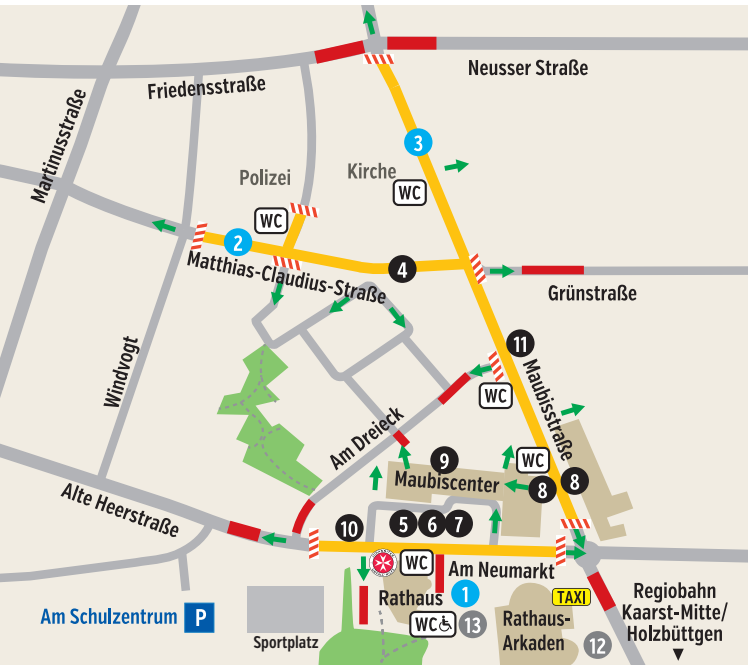 Neusser Straße
Friedensstraße
Martinusstraße
3
Polizei
Kirche
WC
WC
2
Matthias-Claudius-Straße
4
Grünstraße
11
Maubisstraße
Windvogt
WC
Am Dreieck
9
WC
Maubiscenter
8
8
Alte Heerstraße
10
5
6
7
WC
Am Neumarkt
Am Schulzentrum P
Sportplatz
Rathaus
1
WC
13
TAXI
Rathaus-
Arkaden
12
Regiobahn
Kaarst-Mitte/
Holzbüttgen